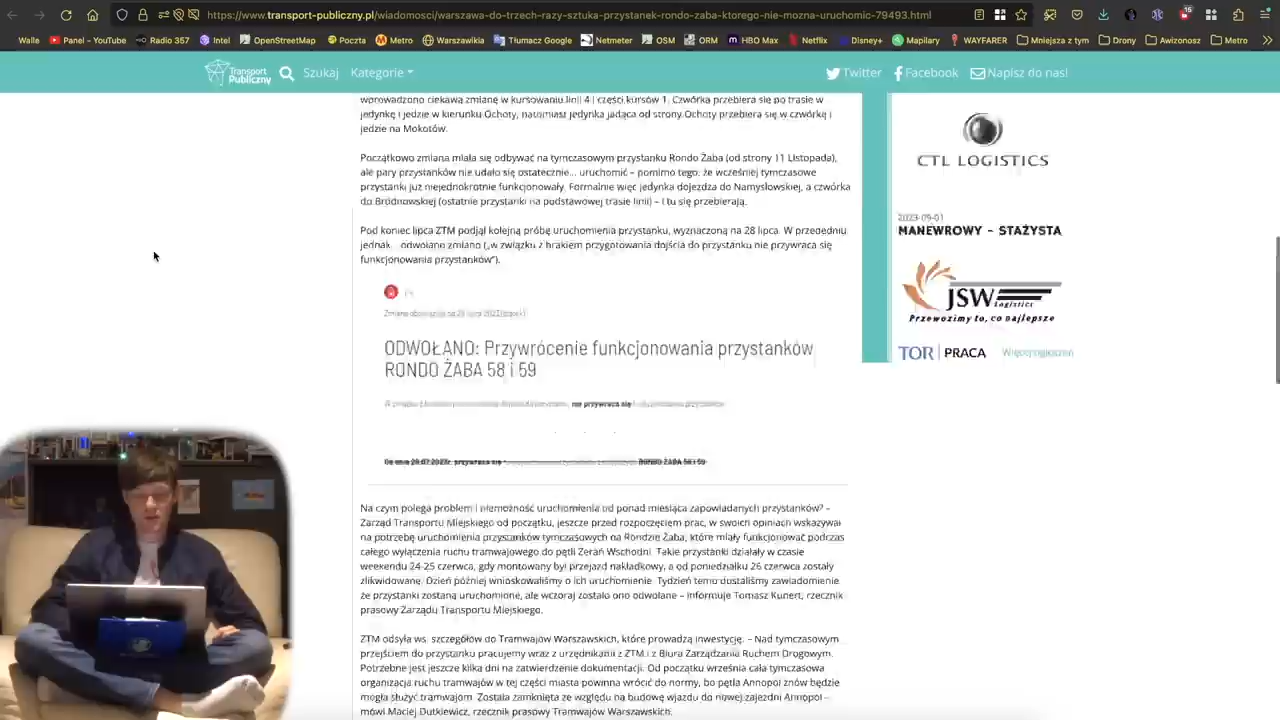 https://www.transport-publiczny.pl/wiadomosci/warszawa-do-trzech-razy-sztuka-przystanek-rondo-zaba-ktorego-nie-mozna-uruchomic-79493.html
15
Walle Panel - YouTube Radio 357 Intel OpenStreetMap Poczta Metro Warszawikia Tłumacz Google Netmeter OSM ORM HBO Max Netflix Disney+ Mapilary WAYFARER Mniejsza z tym Drony Awizonosz Metro
Transport Publiczny Szukaj Kategorie Twitter Facebook Napisz do nas!
wprowadzono ciekawą zmianę w kursowaniu linii 4 i części kursów 1. Czwórka przebiera się po trasie w
jedynkę i jedzie w kierunku Ochoty, natomiast jedynka jadąca od strony Ochoty przebiera się w czwórkę i
jedzie na Mokotów.
Początkowo zmiana miała się odbywać na tymczasowym przystanku Rondo Żaba (od strony 11 Listopada),
ale pary przystanków nie udało się ostatecznie... uruchomić – pomimo tego, że wcześniej tymczasowe
przystanki już niejednokrotnie funkcjonowały. Formalnie więc jedynka dojeżdża do Namysłowskiej, a czwórka
do Bródnowskiej (ostatnie przystanki na podstawowej trasie linii) – i tu się przebierają.
Pod koniec lipca ZTM podjął kolejną próbę uruchomienia przystanku, wyznaczoną na 28 lipca. W przededniu
jednak odwołano zmianę („w związku z brakiem przygotowania dojścia do przystanku nie przywraca się
funkcjonowania przystanków”).
ODWOŁANO: Przywrócenie funkcjonowania przystanków
RONDO ŻABA 58 i 59
nie przywraca się
Od dnia 28.07.2023r. przywraca się RONDO ŻABA 58 i 59
Na czym polega problem i niemożność uruchomienia od ponad miesiąca zapowiadanych przystanków? –
Zarząd Transportu Miejskiego od początku, jeszcze przed rozpoczęciem prac, w swoich opiniach wskazywał
na potrzebę uruchomienia przystanków tymczasowych na Rondzie Żaba, które miały funkcjonować podczas
całego wyłączenia ruchu tramwajowego do pętli Żerań Wschodni. Takie przystanki działały w czasie
weekendu 24-25 czerwca, gdy montowany był przejazd nakładkowy, a od poniedziałku 26 czerwca zostały
zlikwidowane. Dzień później wnioskowaliśmy o ich uruchomienie. Tydzień temu dostaliśmy zawiadomienie
że przystanki zostaną uruchomione, ale wczoraj zostało ono odwołane – informuje Tomasz Kunert, rzecznik
prasowy Zarządu Transportu Miejskiego.
ZTM odsyła ws. szczegółów do Tramwajów Warszawskich, które prowadzą inwestycję. – Nad tymczasowym
przejściem do przystanku pracujemy wraz z urzędnikami z ZTM i z Biura Zarządzania Ruchem Drogowym.
Potrzebne jest jeszcze kilka dni na zatwierdzenie dokumentacji. Od początku września cała tymczasowa
organizacja ruchu tramwajów w tej części miasta powinna wrócić do normy, bo pętla Annopol znów będzie
mogła służyć tramwajom. Została zamknięta ze względu na budowę wjazdu do nowej zajezdni Annopol –
mówi Maciej Dutkiewicz, rzecznik prasowy Tramwajów Warszawskich.
CTL LOGISTICS
2023-09-01
MANEWROWY – STAŻYSTA
JSW Logistics
Przewozimy to, co najlepsze
TOR PRACA Więcej ogłoszeń